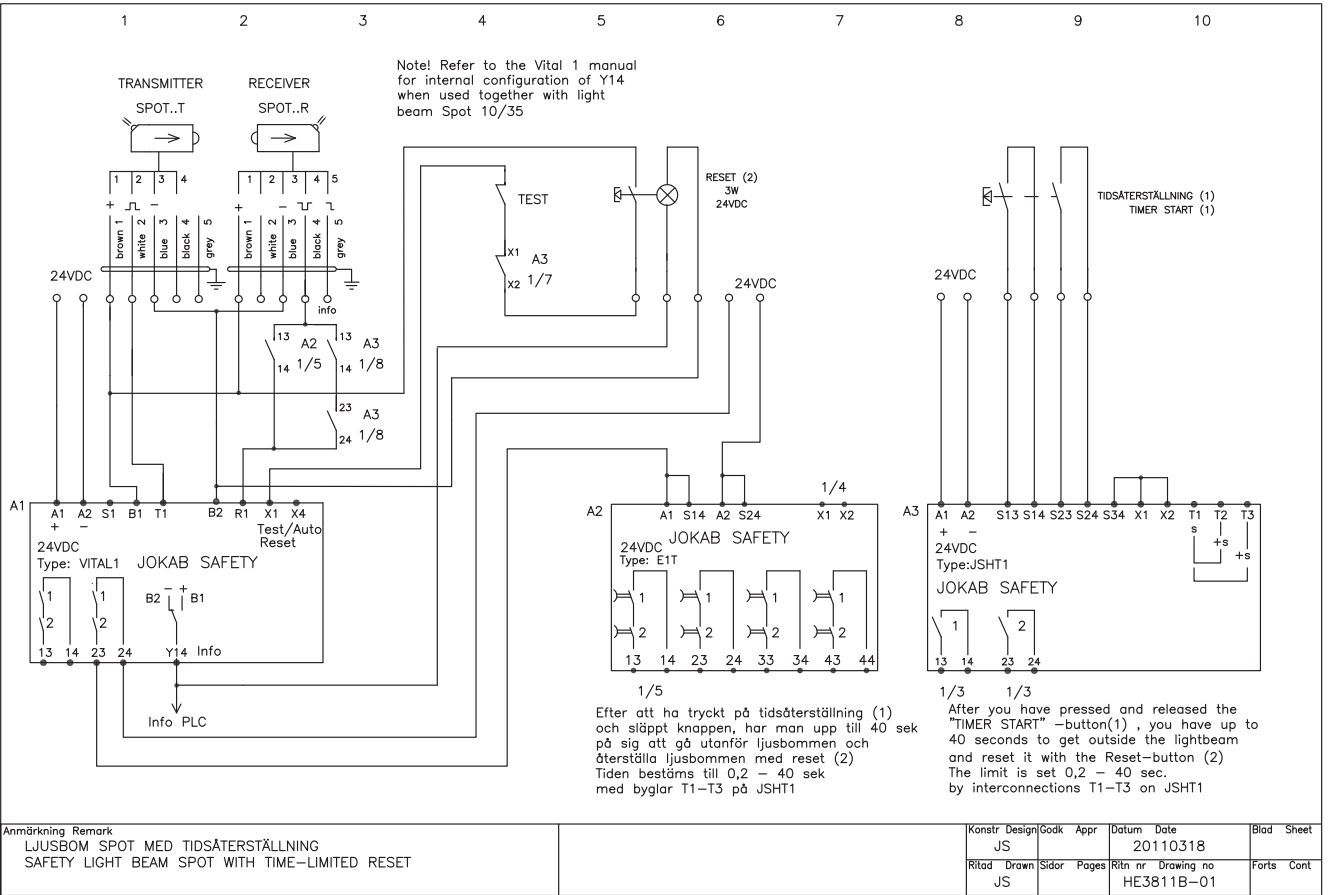 1 2 3 4 5 6 7 8 9 10
Note! Refer to the Vital 1 manual
for internal configuration of Y14
when used together with light
beam Spot 10/35
TRANSMITTER
SPOT..T
RECEIVER
SPOT..R
1 2 3 4
+ −
brown 1
white 2
blue 3
black 4
grey 5
1 2 3 4 5
+ −
brown 1
white 2
blue 3
black 4
grey 5
info
24VDC
TEST
X1
X2
A3
1/7
RESET (2)
3W
24VDC
24VDC
TIDSÅTERSTÄLLNING (1)
TIMER START (1)
24VDC
13
14
A2
1/5
13
14
A3
1/8
23
24
A3
1/8
A1
A1 A2 S1 B1 T1 B2 R1 X1 X4
+ −
Test/Auto
Reset
24VDC
Type: VITAL1 JOKAB SAFETY
1 1
2 2
− +
B2 B1
13 14 23 24 Y14 Info
Info PLC
1/4
A2
A1 S14 A2 S24 X1 X2
JOKAB SAFETY
24VDC
Type: E1T
1 1 1 1
2 2 2 2
13 14 23 24 33 34 43 44
1/5
A3
A1 A2 S13 S14 S23 S24 S34 X1 X2 T1 T2 T3
+ −
s +s +s
24VDC
Type:JSHT1
JOKAB SAFETY
1 2
13 14 23 24
1/3 1/3
Efter att ha tryckt på tidsåterställning (1)
och släppt knappen, har man upp till 40 sek
på sig att gå utanför ljusbommen och
återställa ljusbommen med reset (2)
Tiden bestäms till 0,2 − 40 sek
med byglar T1−T3 på JSHT1
After you have pressed and released the
"TIMER START" −button(1) , you have up to
40 seconds to get outside the lightbeam
and reset it with the Reset−button (2)
The limit is set 0,2 − 40 sec.
by interconnections T1−T3 on JSHT1
Anmärkning Remark
LJUSBOM SPOT MED TIDSÅTERSTÄLLNING
SAFETY LIGHT BEAM SPOT WITH TIME−LIMITED RESET
Konstr Design Godk Appr Datum Date Blad Sheet
JS 20110318
Ritad Drawn Sidor Pages Ritn nr Drawing no Forts Cont
JS HE3811B−01